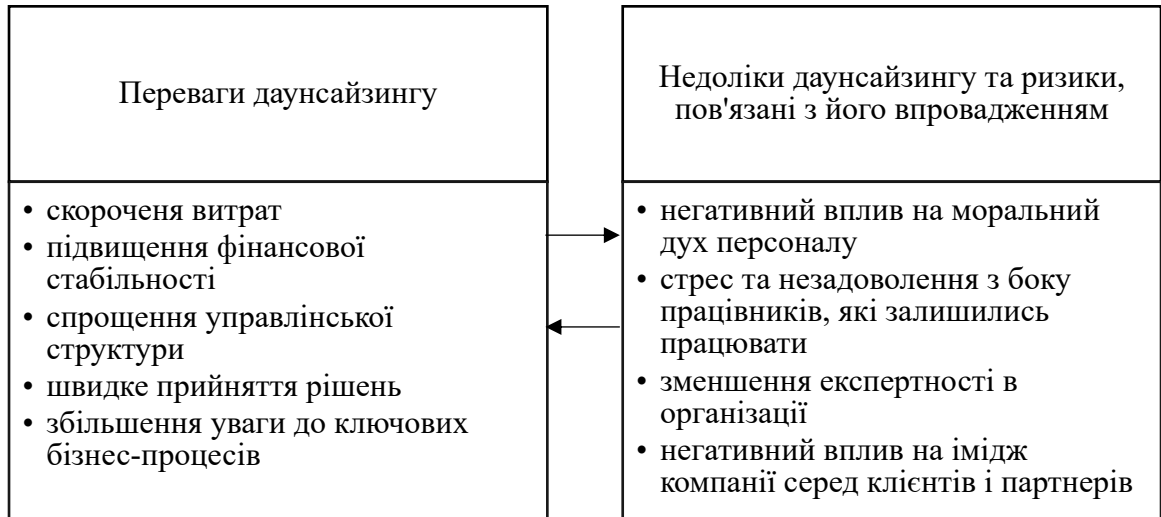 Переваги даунсайзингу
• скороченя витрат
• підвищення фінансової
стабільності
• спрощення управлінської
структури
• швидке прийняття рішень
• збільшення уваги до ключових
бізнес-процесів
Недоліки даунсайзингу та ризики,
пов'язані з його впровадженням
• негативний вплив на моральний
дух персоналу
• стрес та незадоволення з боку
працівників, які залишились
працювати
• зменшення експертності в
організації
• негативний вплив на імідж
компанії серед клієнтів і партнерів